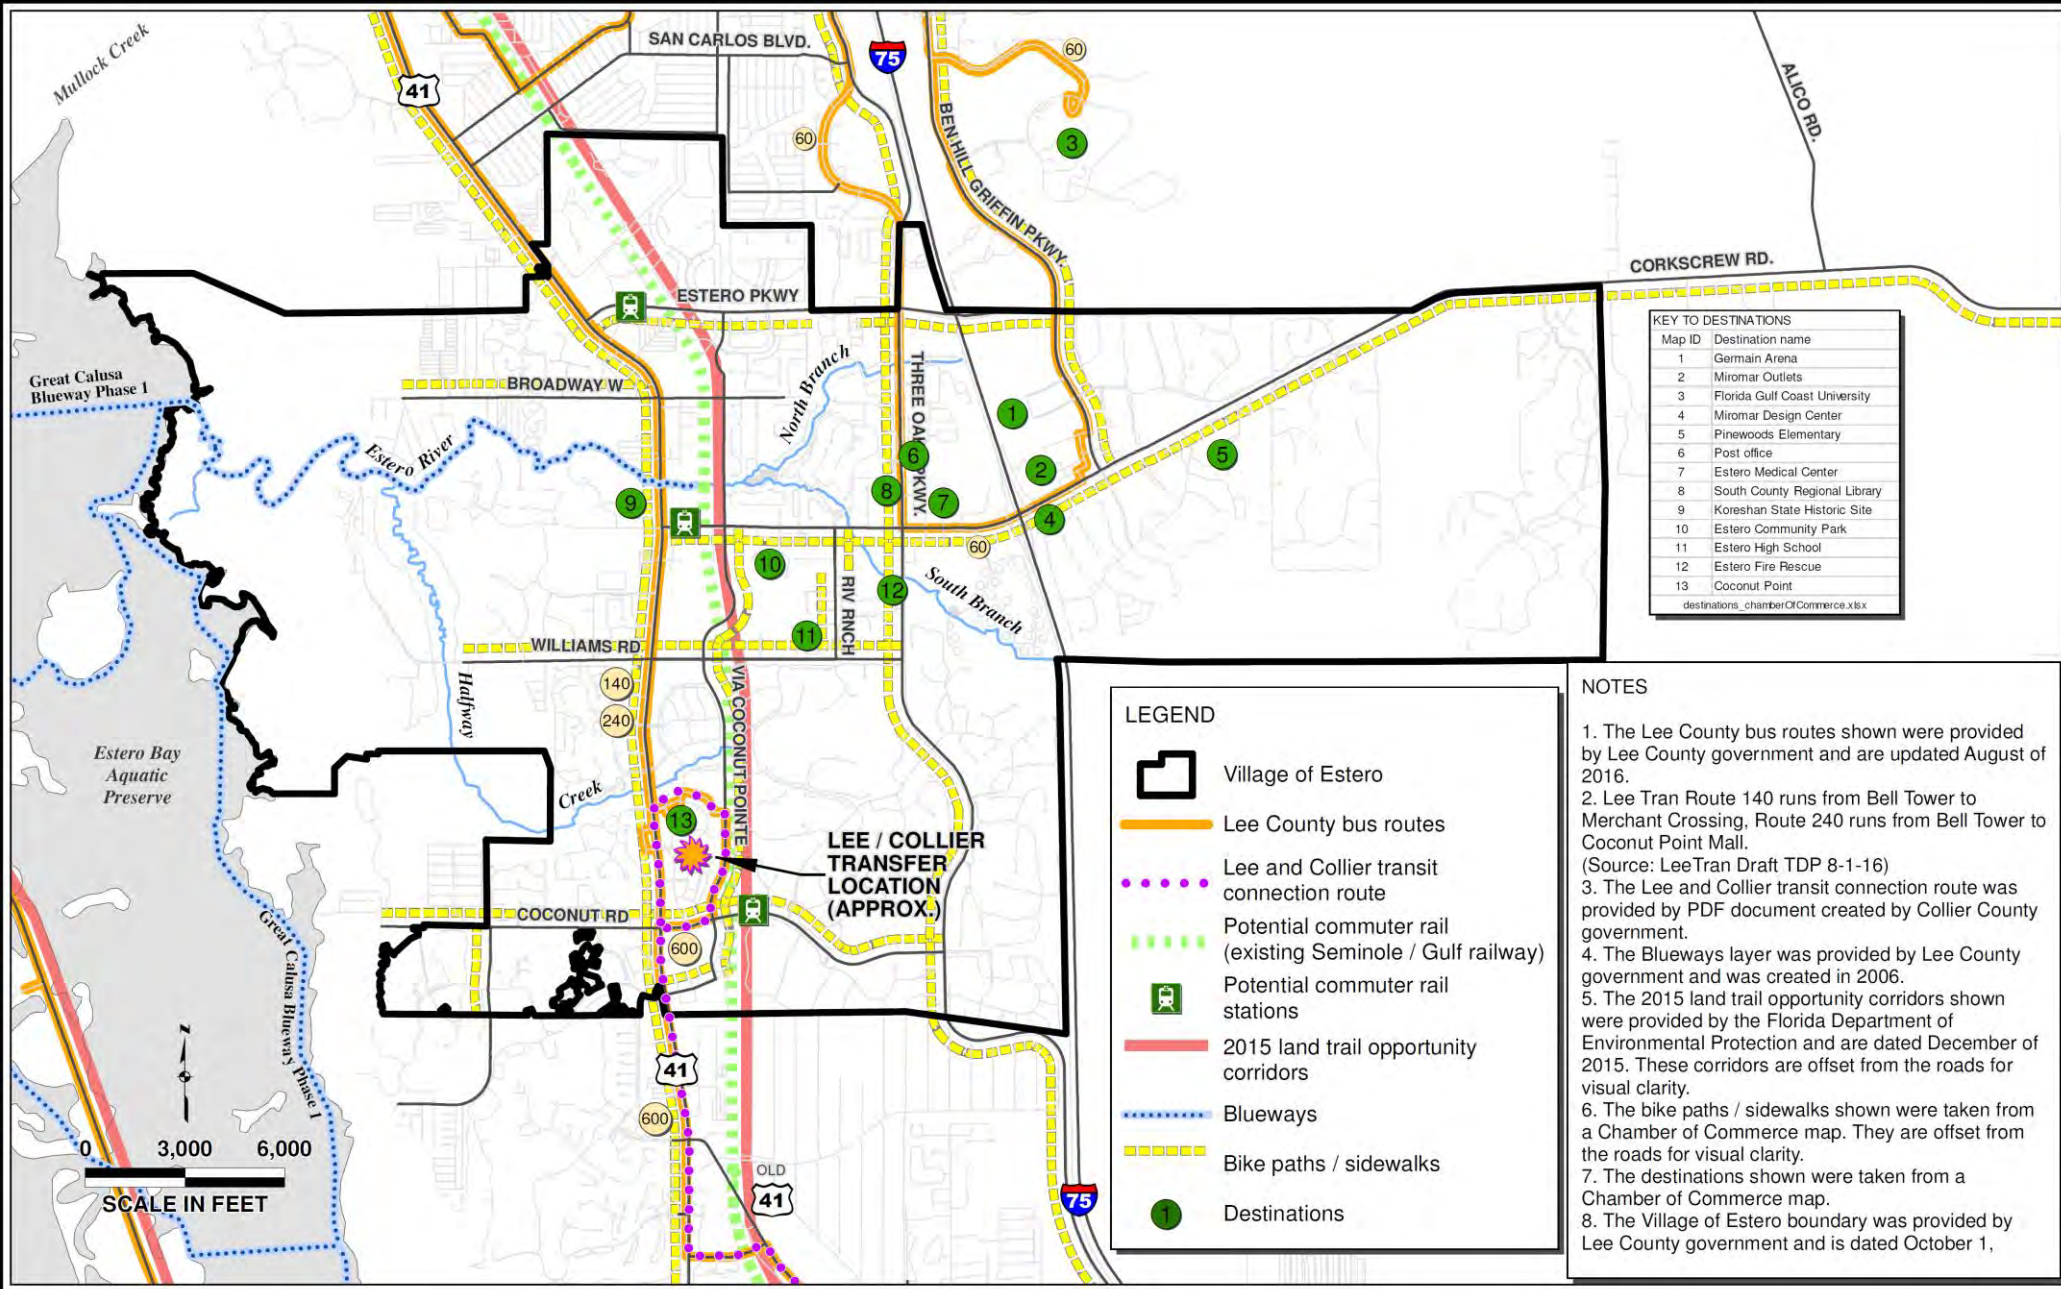 Mullock Creek
SAN CARLOS BLVD.
75
60
41
60
3
BEN HILL GRIFFIN PKWY.
ALICO RD.
CORKSCREW RD.
ESTERO PKWY
Great Calusa
Blueway Phase 1
BROADWAY W
North Branch
THREE OAKS PKWY.
Estero River
1
6
2
5
8
7
9
4
60
10
South Branch
RIV RNCH
12
11
WILLIAMS RD
140
240
Halfway
Creek
VIA COCONUT POINTE
Estero Bay
Aquatic
Preserve
13
LEE / COLLIER
TRANSFER
LOCATION
(APPROX.)
COCONUT RD
600
Great Calusa Blueway Phase 1
41
600
OLD
41
75
N
0 3,000 6,000
SCALE IN FEET
KEY TO DESTINATIONS
Map ID Destination name
1 Germain Arena
2 Miromar Outlets
3 Florida Gulf Coast University
4 Miromar Design Center
5 Pinewoods Elementary
6 Post office
7 Estero Medical Center
8 South County Regional Library
9 Koreshan State Historic Site
10 Estero Community Park
11 Estero High School
12 Estero Fire Rescue
13 Coconut Point
destinations_chamberOfCommerce.xlsx
LEGEND
Village of Estero
Lee County bus routes
Lee and Collier transit
connection route
Potential commuter rail
(existing Seminole / Gulf railway)
Potential commuter rail
stations
2015 land trail opportunity
corridors
Blueways
Bike paths / sidewalks
1 Destinations
NOTES
1. The Lee County bus routes shown were provided
by Lee County government and are updated August of
2016.
2. Lee Tran Route 140 runs from Bell Tower to
Merchant Crossing, Route 240 runs from Bell Tower to
Coconut Point Mall.
(Source: LeeTran Draft TDP 8-1-16)
3. The Lee and Collier transit connection route was
provided by PDF document created by Collier County
government.
4. The Blueways layer was provided by Lee County
government and was created in 2006.
5. The 2015 land trail opportunity corridors shown
were provided by the Florida Department of
Environmental Protection and are dated December of
2015. These corridors are offset from the roads for
visual clarity.
6. The bike paths / sidewalks shown were taken from
a Chamber of Commerce map. They are offset from
the roads for visual clarity.
7. The destinations shown were taken from a
Chamber of Commerce map.
8. The Village of Estero boundary was provided by
Lee County government and is dated October 1,